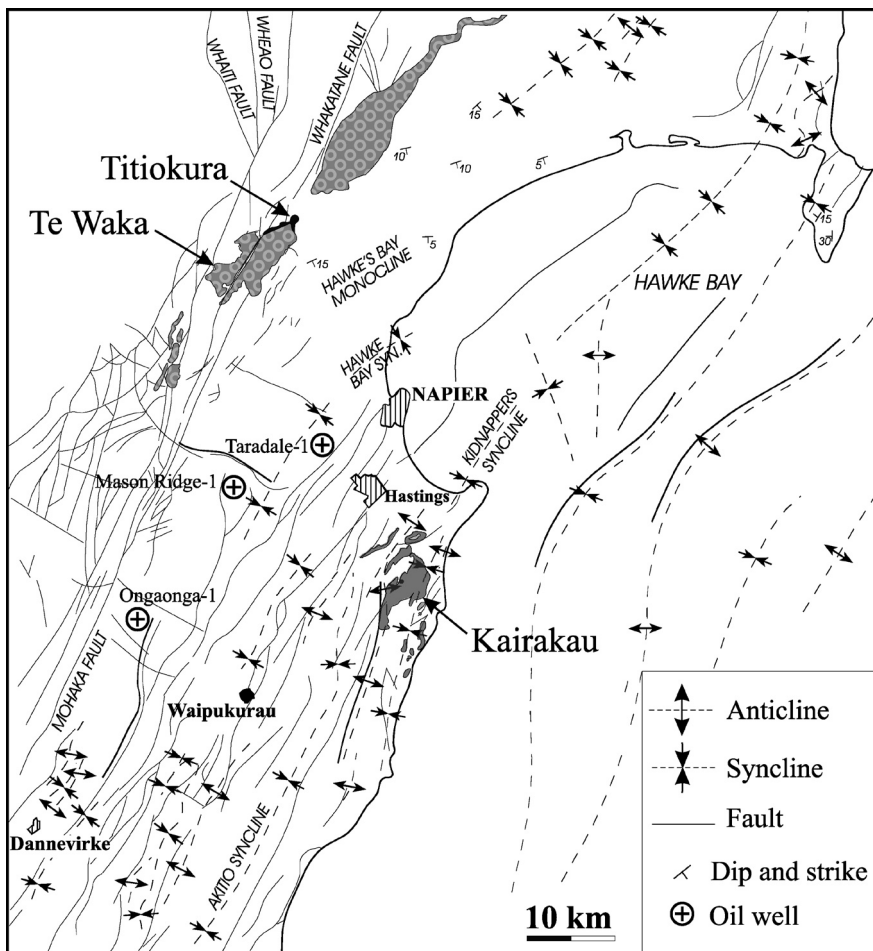 WHAITI FAULT
WHEAO FAULT
WHAKATANE FAULT
15
10
10
5
Titiokura
Te Waka
15
5
HAWKE'S BAY
MONOCLINE
15
30
HAWKE BAY
HAWKE
BAY SYN.
NAPIER
KIDNAPPERS
SYNCLINE
Taradale-1
Mason Ridge-1
Hastings
Ongaonga-1
Kairakau
MOHAKA FAULT
Waipukurau
Dannevirke
AKITIO SYNCLINE
Anticline
Syncline
Fault
Dip and strike
Oil well
10 km